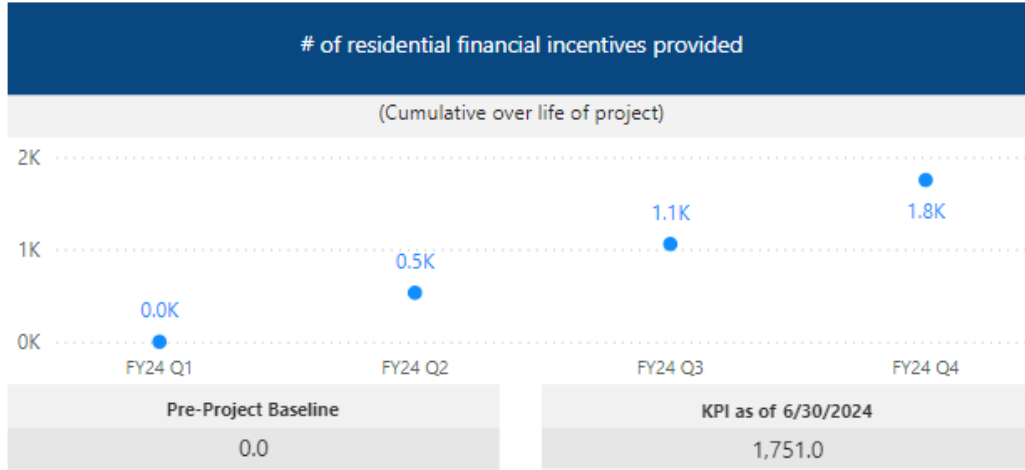 # of residential financial incentives provided
(Cumulative over life of project)
2K
1K
0K
0.0K
0.5K
1.1K
1.8K
FY24 Q1
FY24 Q2
FY24 Q3
FY24 Q4
Pre-Project Baseline
0.0
KPI as of 6/30/2024
1,751.0